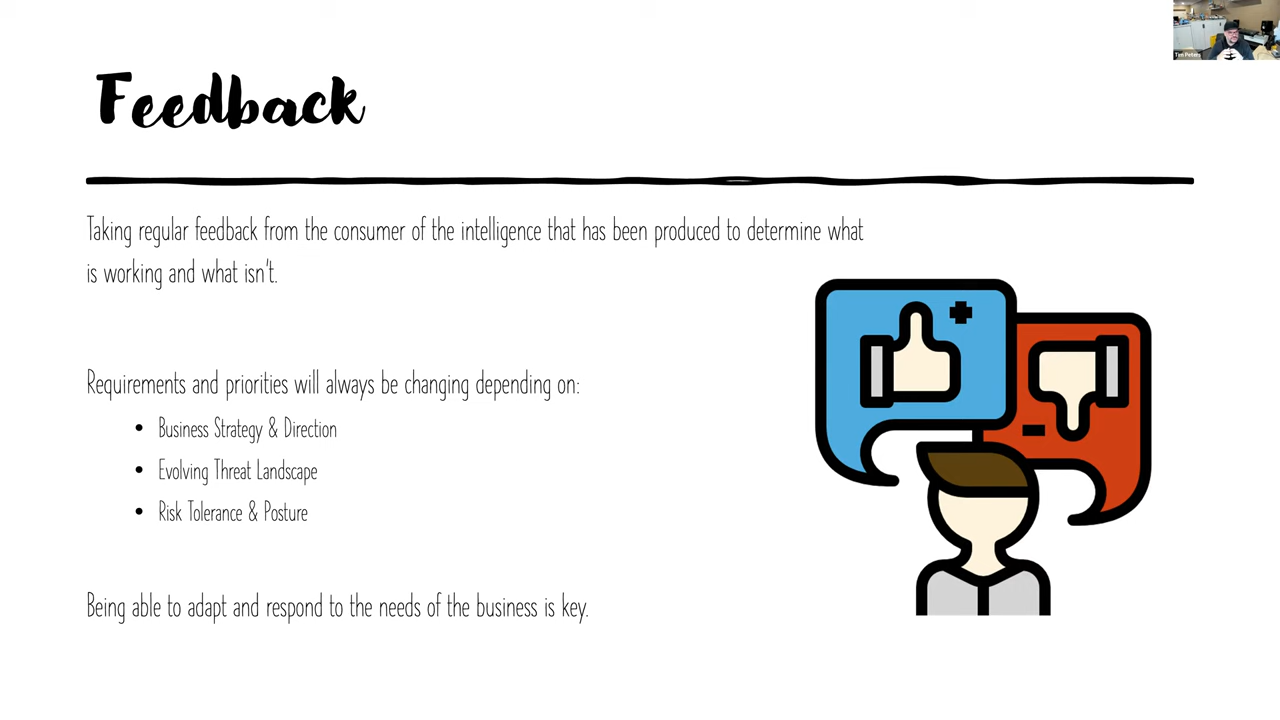 Feedback
Tim Peters
Taking regular feedback from the consumer of the intelligence that has been produced to determine what
is working and what isn't.
Requirements and priorities will always be changing depending on:
• Business Strategy & Direction
• Evolving Threat Landscape
• Risk Tolerance & Posture
Being able to adapt and respond to the needs of the business is key.